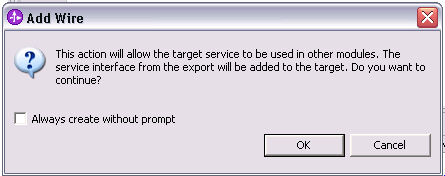 Add Wire
This action will allow the target service to be used in other modules. The
service interface from the export will be added to the target. Do you want to
continue?
Always create without prompt
OK Cancel